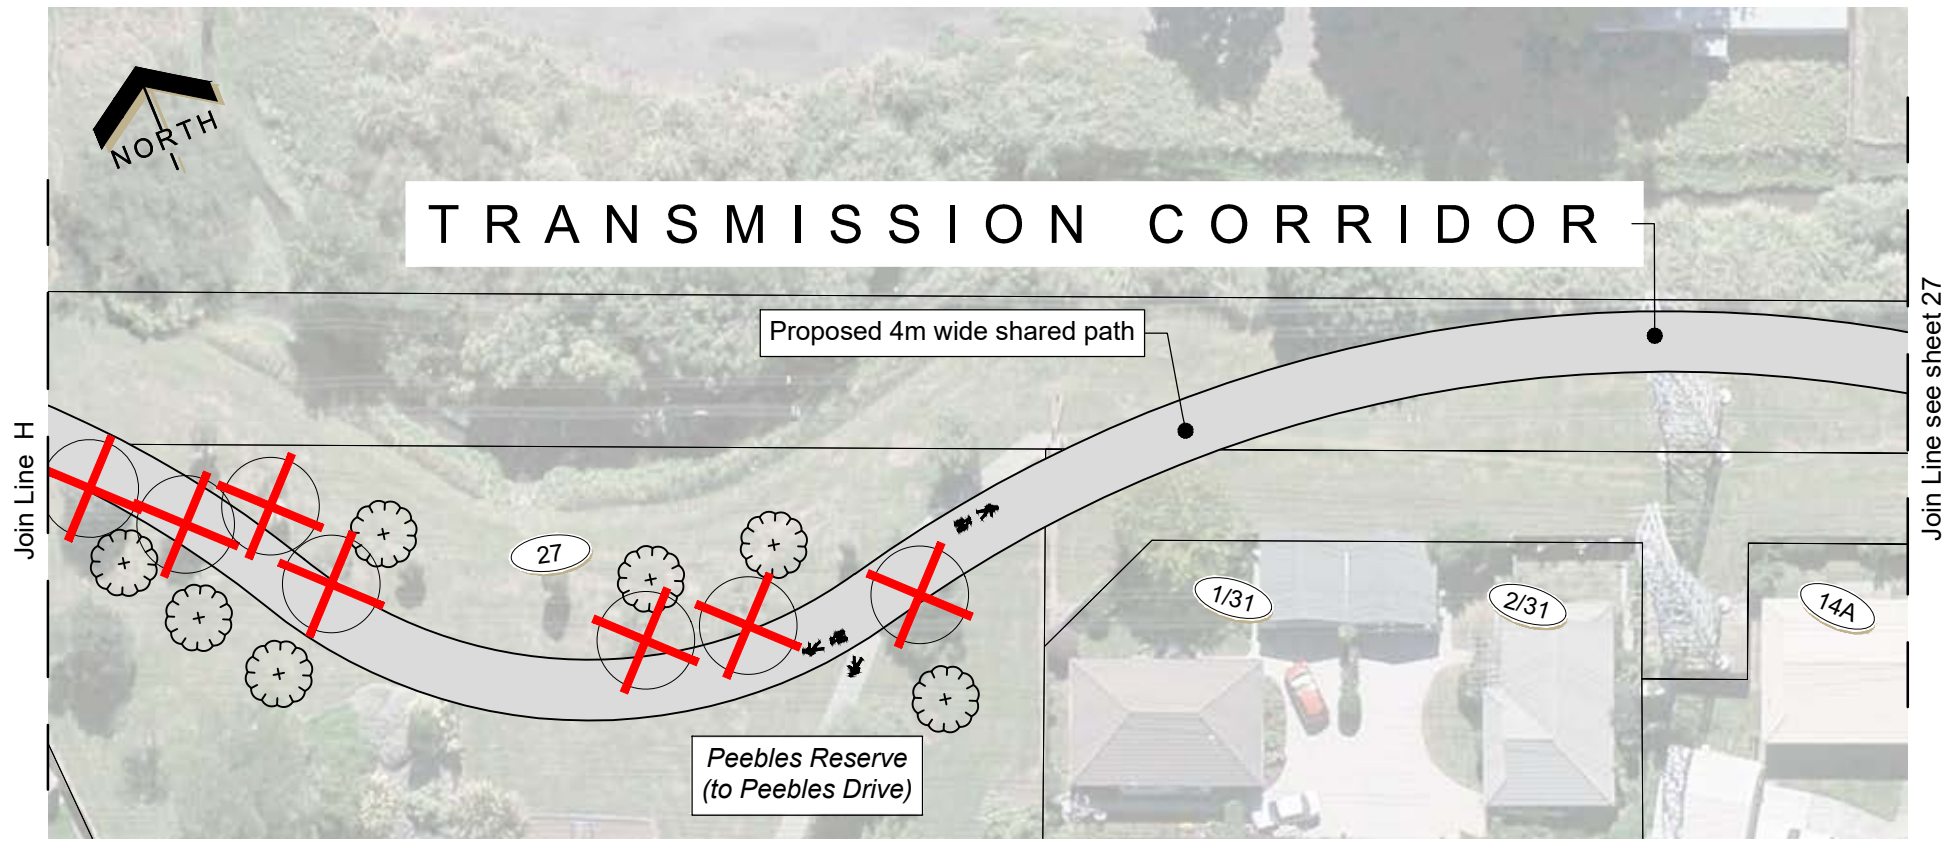 NORTH
TRANSMISSION CORRIDOR
Proposed 4m wide shared path
Join Line H
Join Line see sheet 27
27
1/31
2/31
14A
Peebles Reserve
(to Peebles Drive)